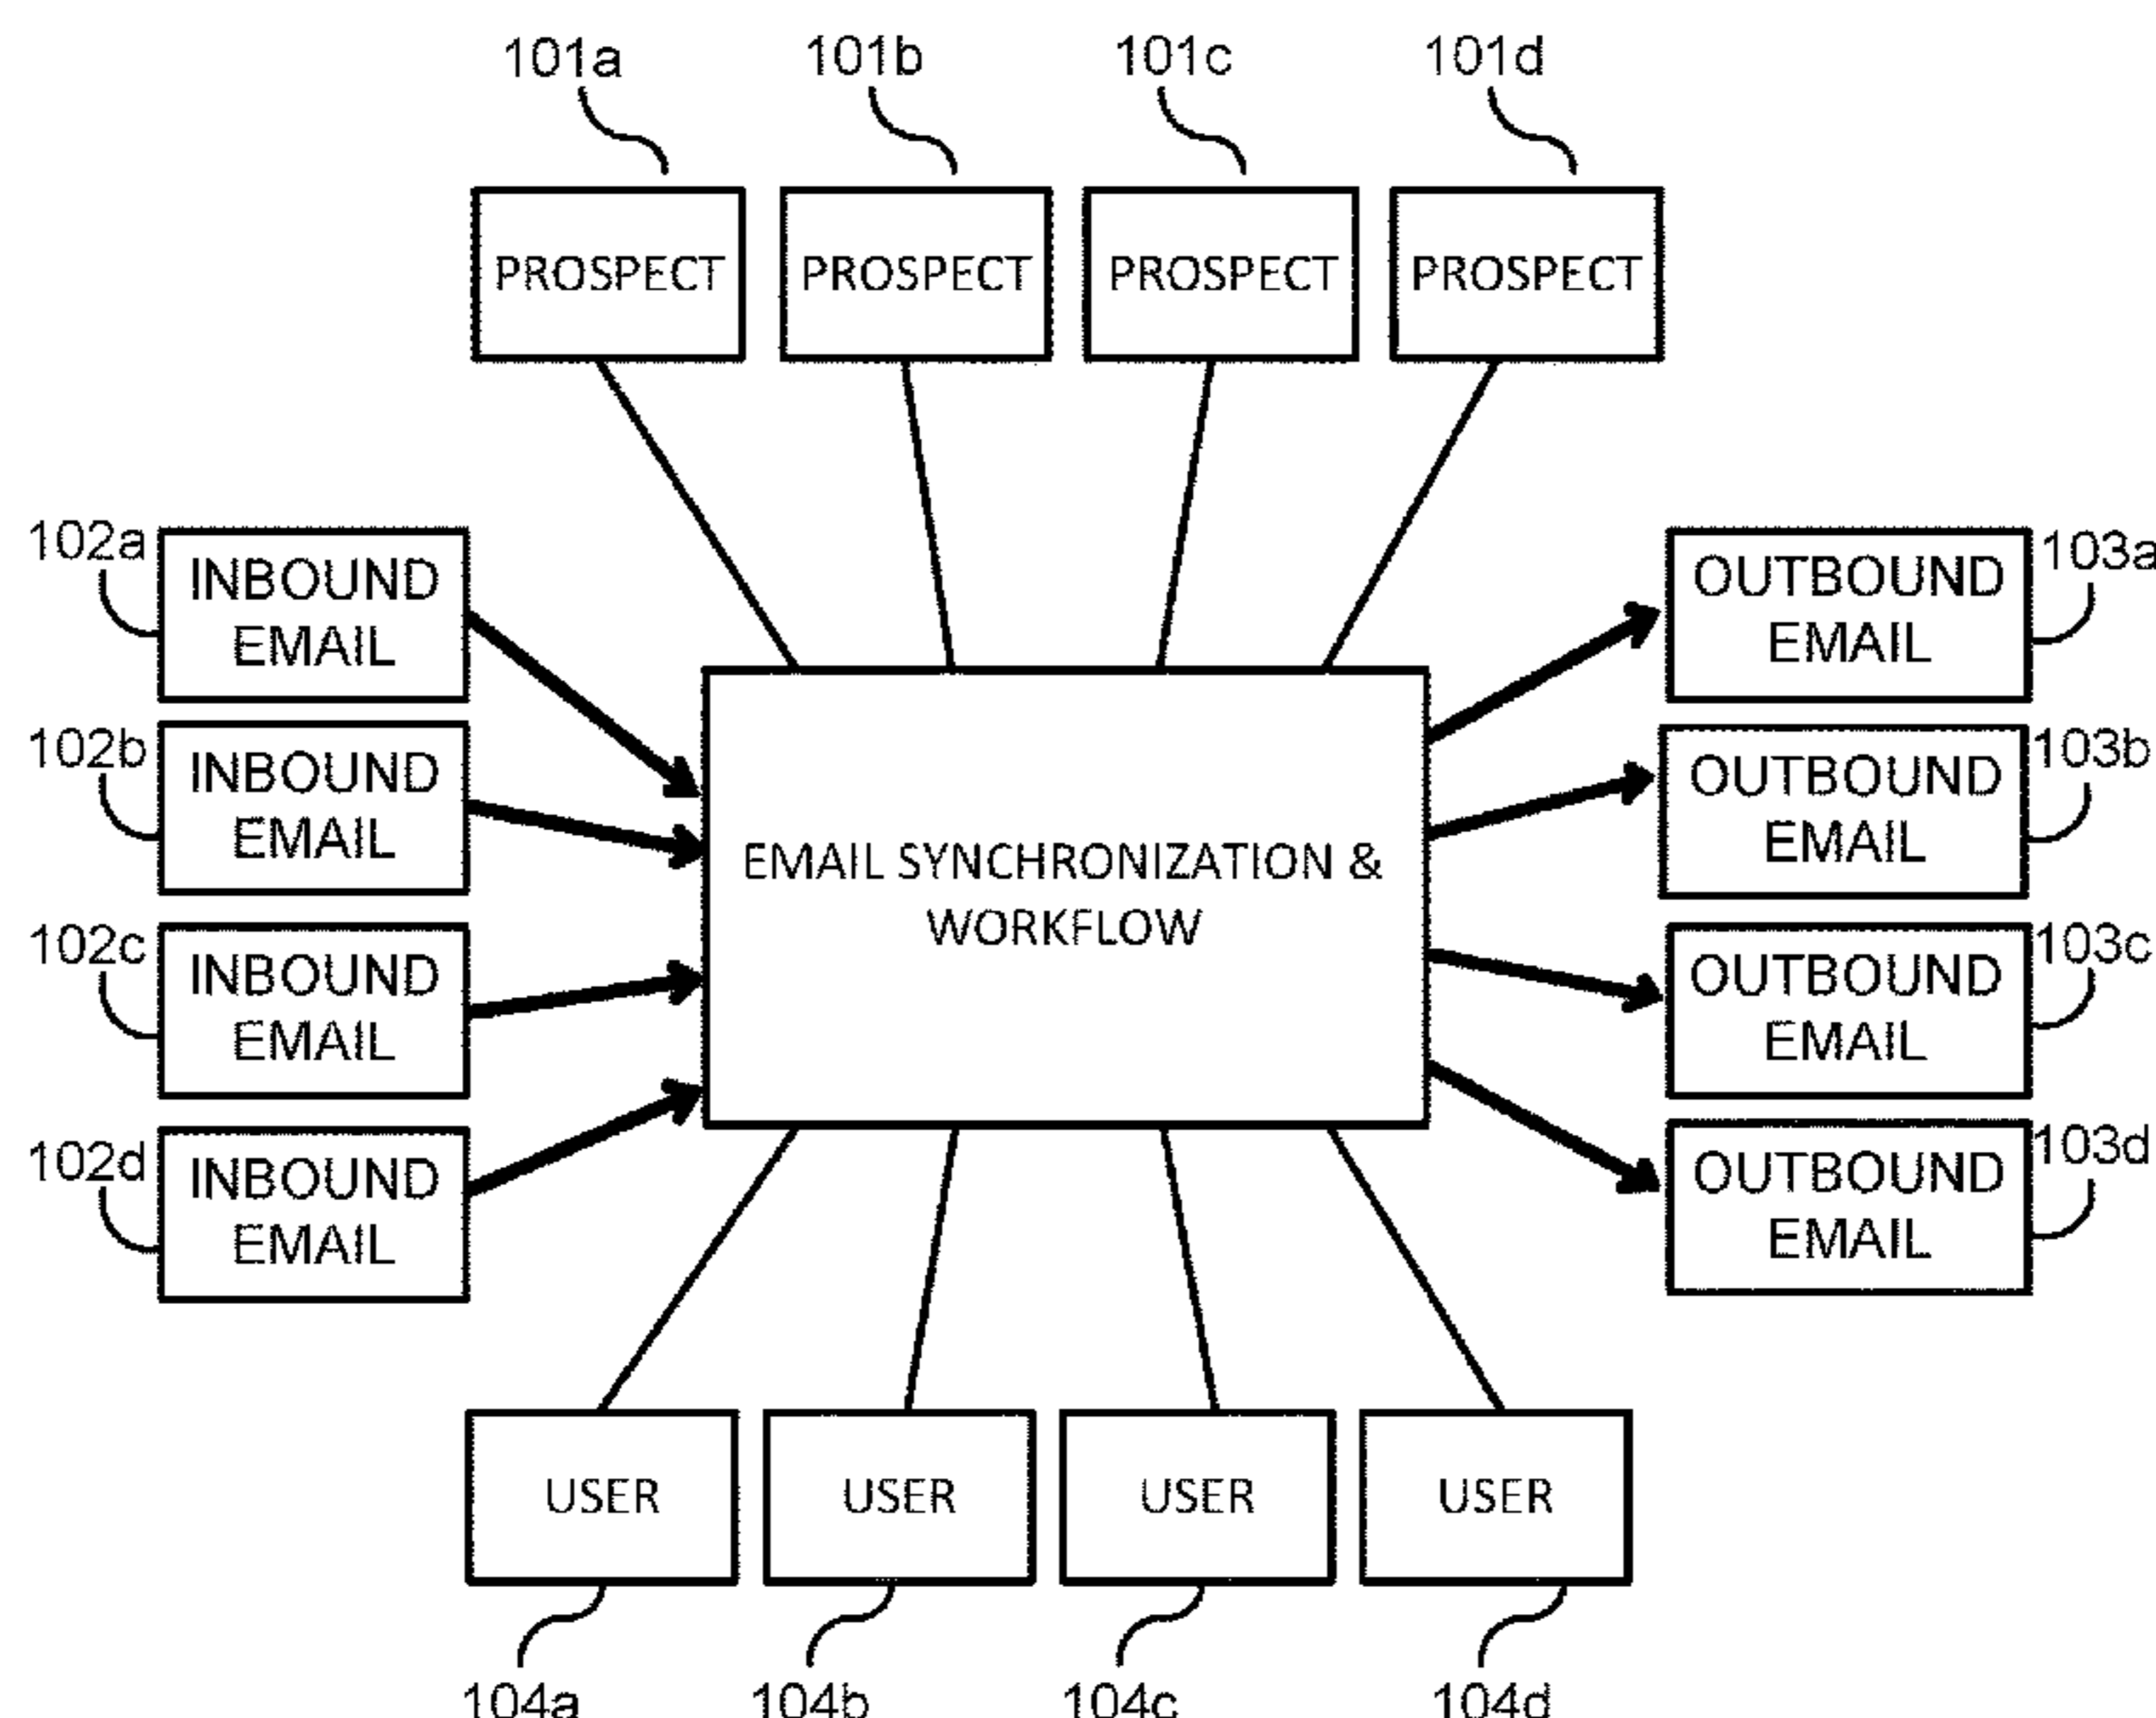 101a
101b
101c
101d
PROSPECT
PROSPECT
PROSPECT
PROSPECT
102a
INBOUND
EMAIL
102b
INBOUND
EMAIL
102c
INBOUND
EMAIL
102d
INBOUND
EMAIL
EMAIL SYNCHRONIZATION &
WORKFLOW
OUTBOUND
EMAIL
103a
OUTBOUND
EMAIL
103b
OUTBOUND
EMAIL
103c
OUTBOUND
EMAIL
103d
USER
USER
USER
USER
104a
104b
104c
104d